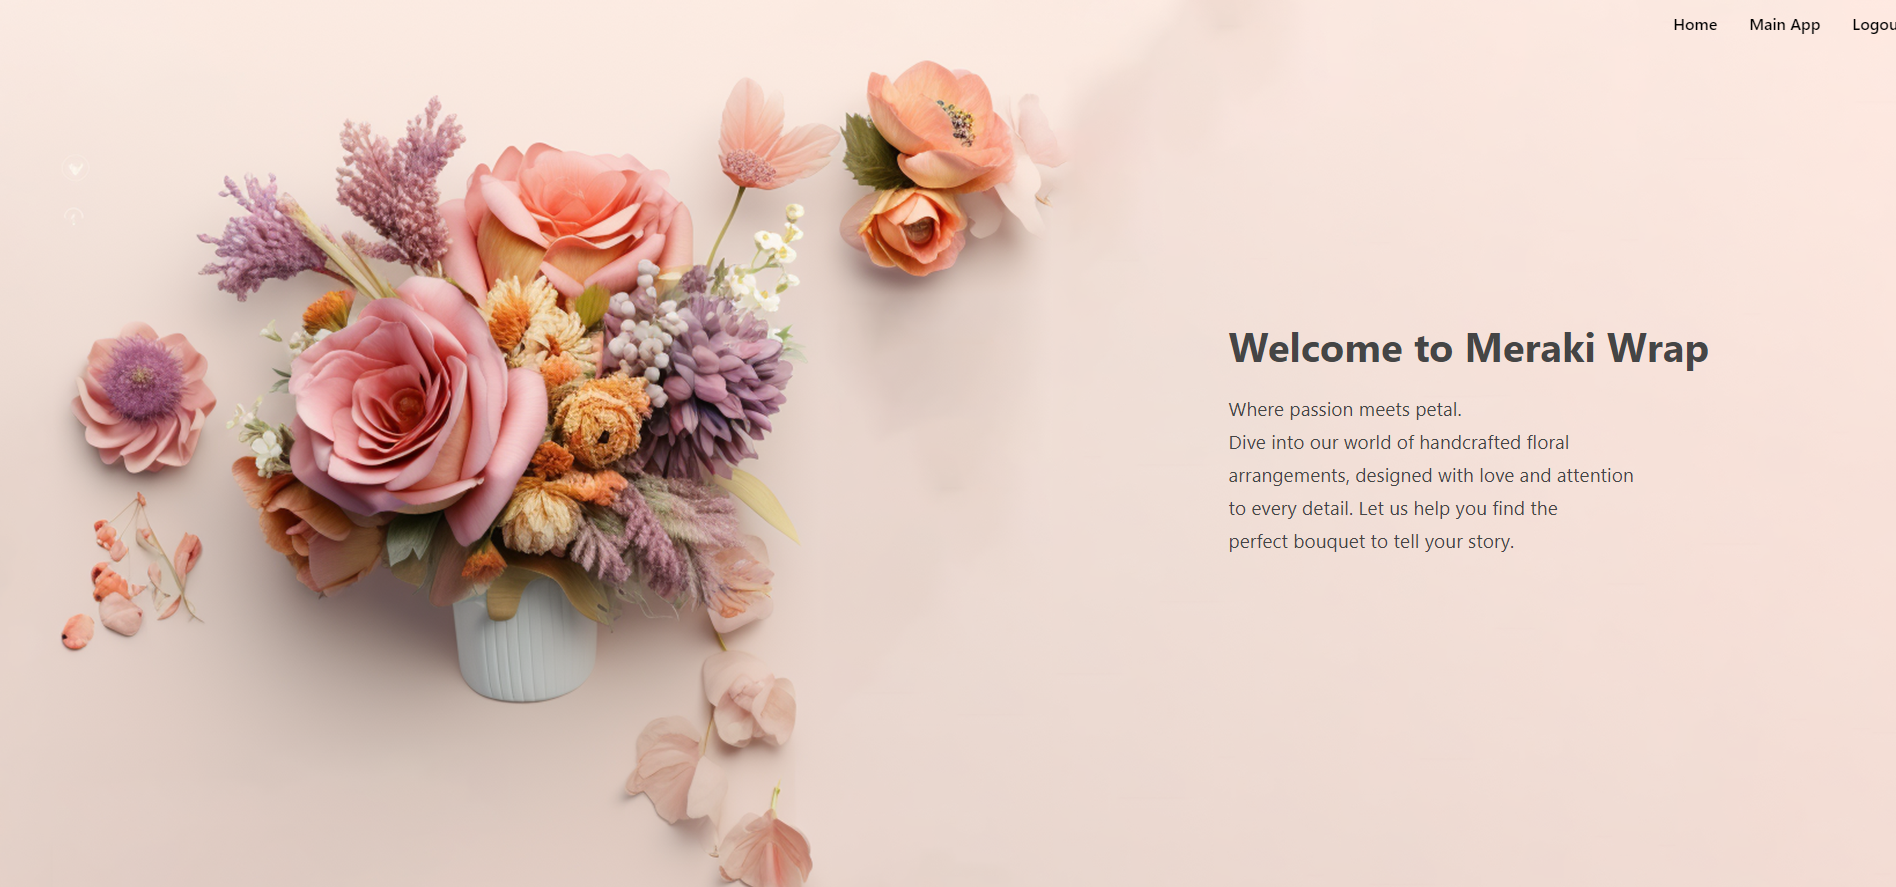 Home Main App Logou
Welcome to Meraki Wrap
Where passion meets petal.
Dive into our world of handcrafted floral
arrangements, designed with love and attention
to every detail. Let us help you find the
perfect bouquet to tell your story.